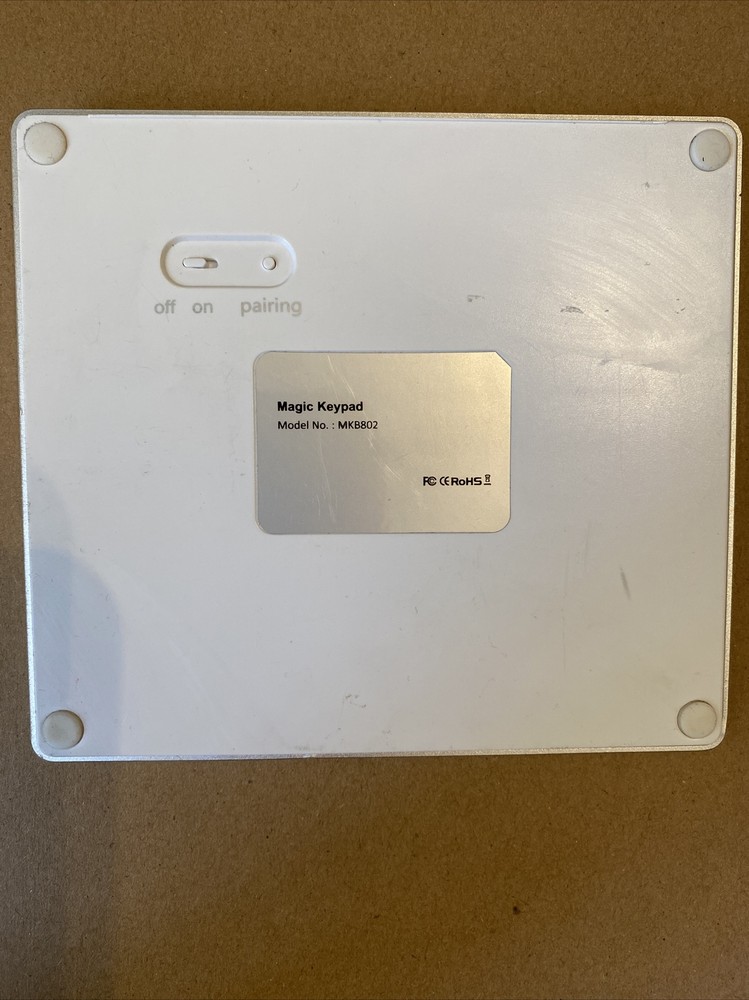 off on pairing
Magic Keypad
Model No. : MKB802
FC CE RoHS